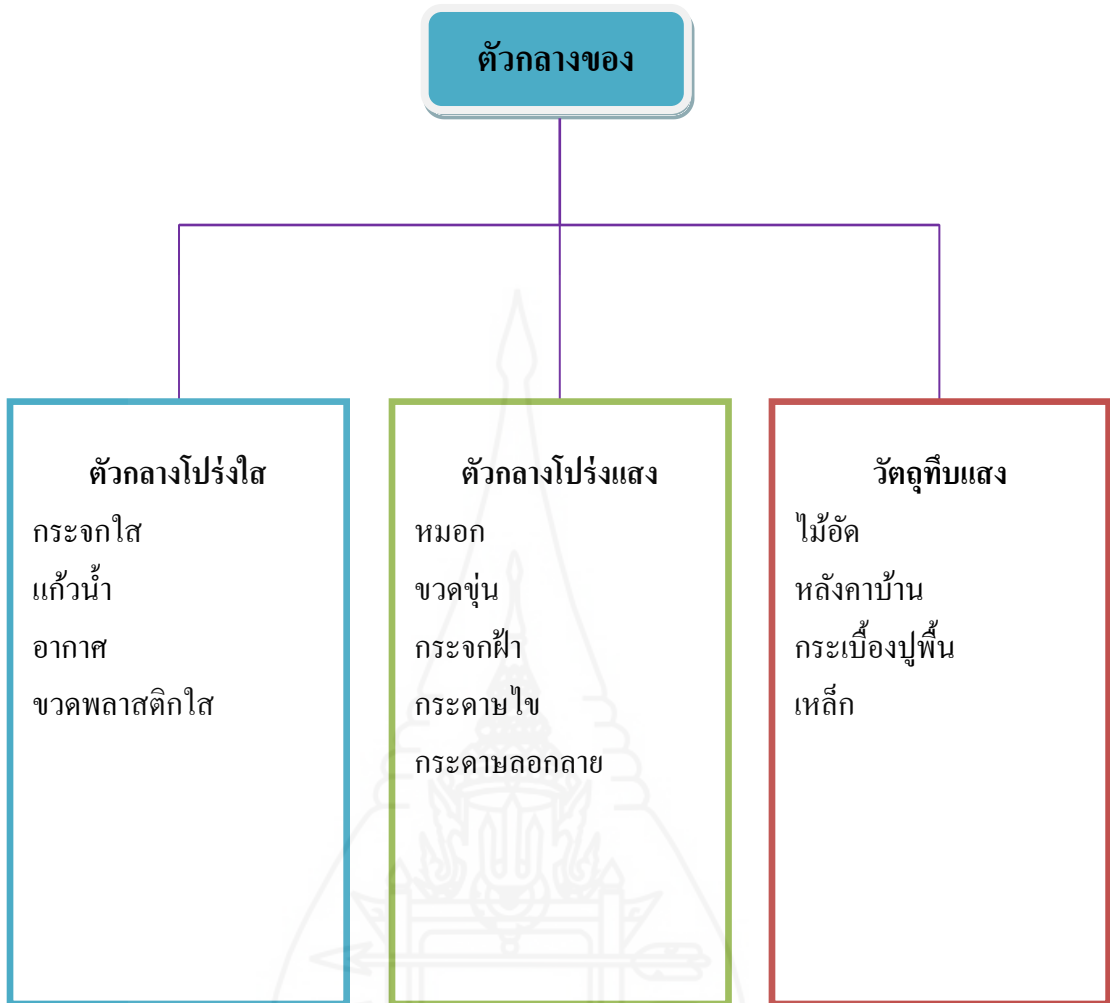 ตัวกลางของ
ตัวกลางโปร่งใส
กระจกใส
แก้วน้ำ
อากาศ
ขวดพลาสติกใส
ตัวกลางโปร่งแสง
หมอก
ขวดขุ่น
กระจกฝ้า
กระดาษไข
กระดาษลอกลาย
วัตถุทึบแสง
ไม้อัด
หลังคาบ้าน
กระเบื้องปูพื้น
เหล็ก